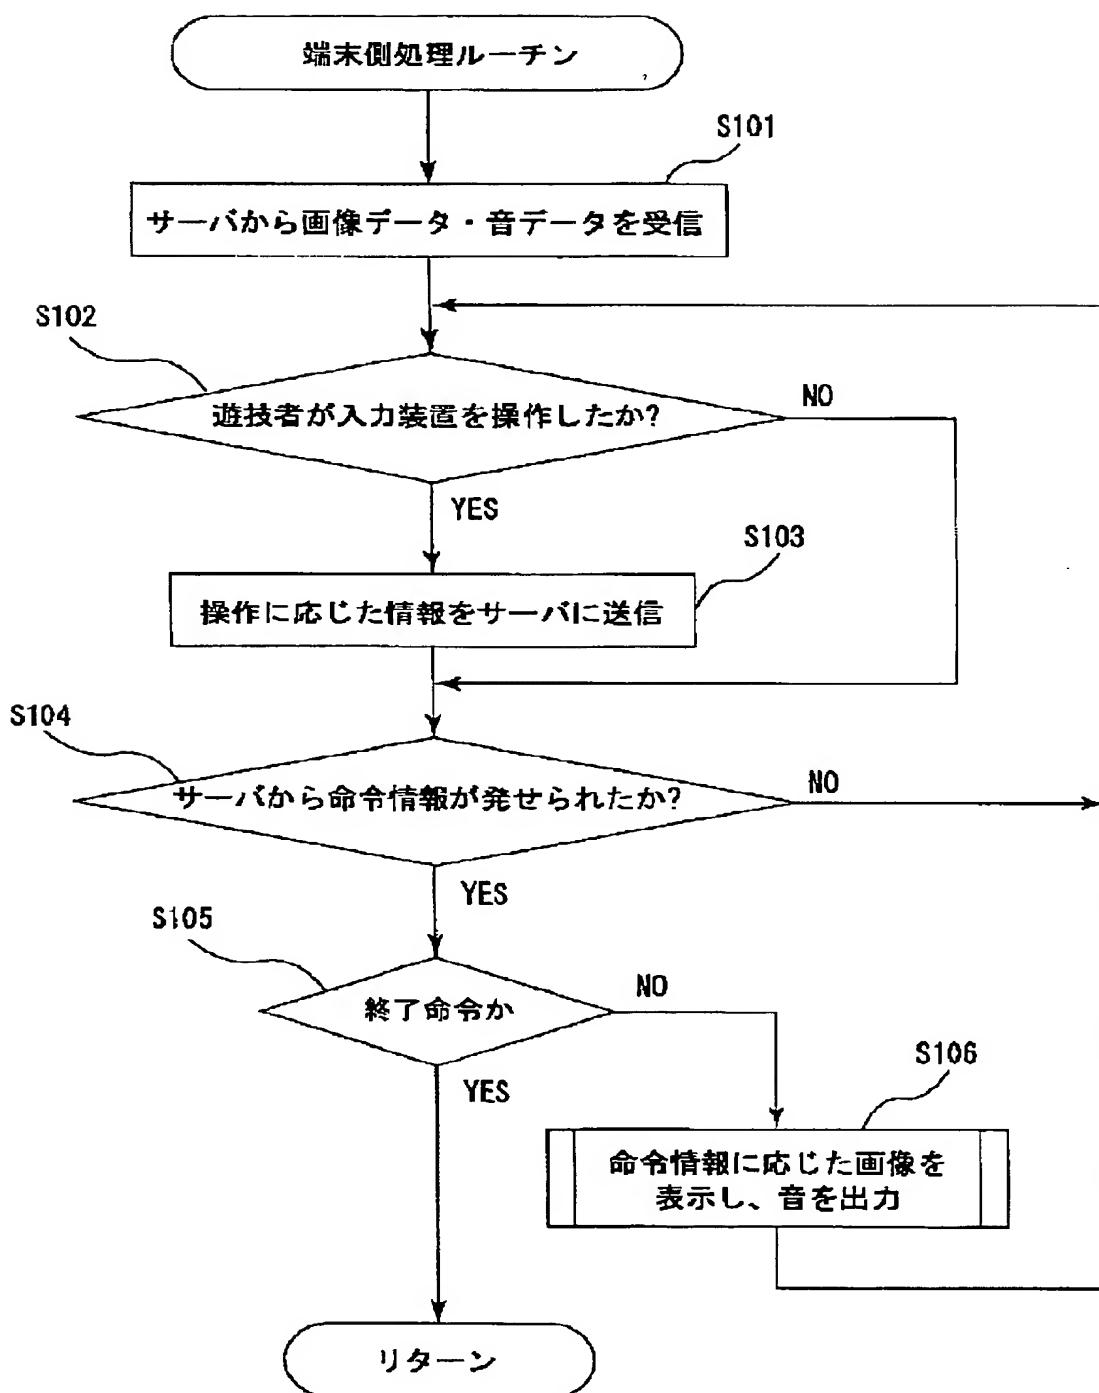 端末側処理ルーチン
S101
サーバから画像データ・音データを受信
S102
遊技者が入力装置を操作したか?
NO
YES
S103
操作に応じた情報をサーバに送信
S104
サーバから命令情報が発せられたか?
NO
YES
S105
終了命令か
NO
YES
S106
命令情報に応じた画像を
表示し、音を出力
リターン